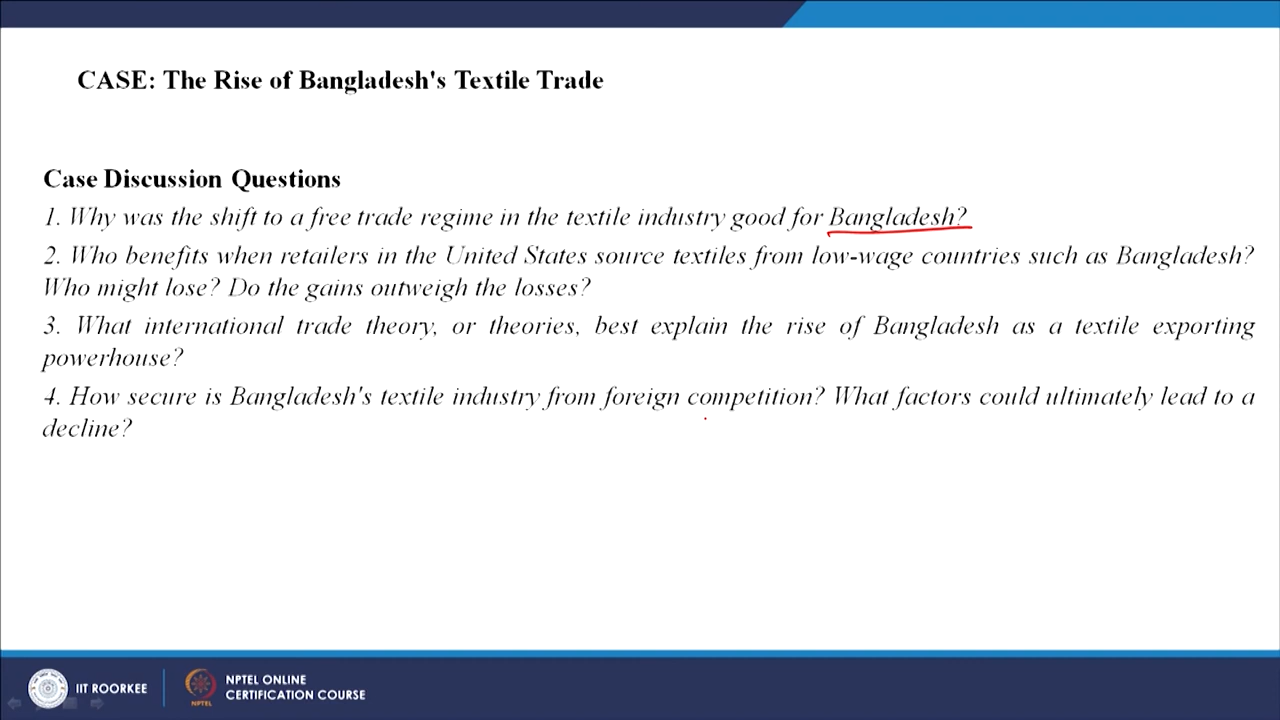 CASE: The Rise of Bangladesh's Textile Trade
Case Discussion Questions
1. Why was the shift to a free trade regime in the textile industry good for Bangladesh?
2. Who benefits when retailers in the United States source textiles from low-wage countries such as Bangladesh?
Who might lose? Do the gains outweigh the losses?
3. What international trade theory, or theories, best explain the rise of Bangladesh as a textile exporting
powerhouse?
4. How secure is Bangladesh's textile industry from foreign competition? What factors could ultimately lead to a
decline?
IIT ROORKEE
NPTEL ONLINE
CERTIFICATION COURSE
NPTEL